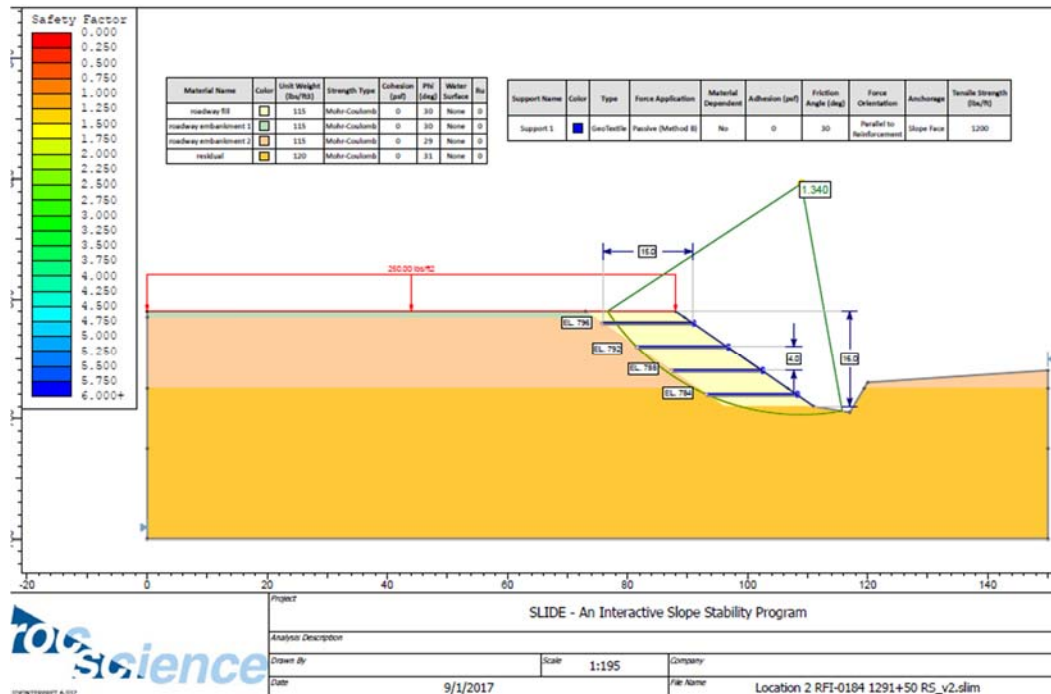 Safety Factor
0.000
0.250
0.500
0.750
1.000
1.250
1.500
1.750
2.000
2.250
2.500
2.750
3.000
3.250
3.500
3.750
4.000
4.250
4.500
4.750
5.000
5.250
5.500
5.750
6.000+
Material Name Color Unit Weight (lbs/ft3) Strength Type Cohesion (psf) Phi (deg) Water Surface Ru
roadway fill 115 Mohr-Coulomb 0 30 None 0
roadway embankment 1 115 Mohr-Coulomb 0 30 None 0
roadway embankment 2 115 Mohr-Coulomb 0 29 None 0
residual 120 Mohr-Coulomb 0 31 None 0
Support Name Color Type Force Application Material Dependent Adhesion (psf) Friction Angle (deg) Force Orientation Anchorage Tensile Strength (lbs/ft)
Support 1 GeoTextile Passive (Method B) No 0 30 Parallel to Reinforcement Slope Face 1200
1.340
15.0
250.00 lbs/ft2
EL. 796
EL. 792
EL. 788
EL. 784
4.0
16.0
-20 0 20 40 60 80 100 120 140
rocscience
Project
SLIDE - An Interactive Slope Stability Program
Analysis Description
Drawn By
Scale 1:195
Company
Date 9/1/2017
File Name Location 2 RFI-0184 1291+50 RS_v2.slim